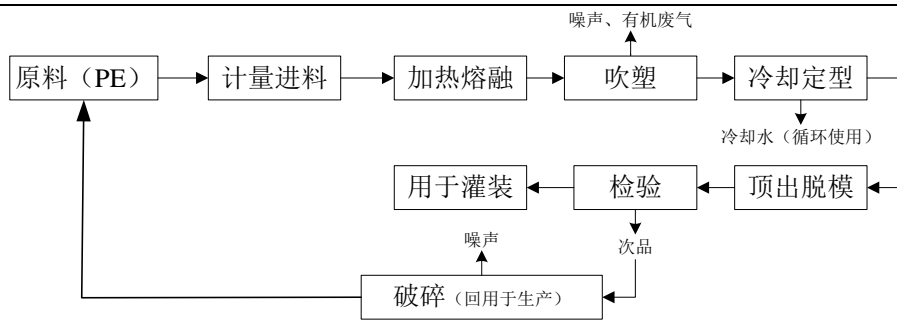 噪声、有机废气
原料（PE）
计量进料
加热熔融
吹塑
冷却定型
冷却水（循环使用）
用于灌装
检验
顶出脱模
噪声
次品
破碎（回用于生产）